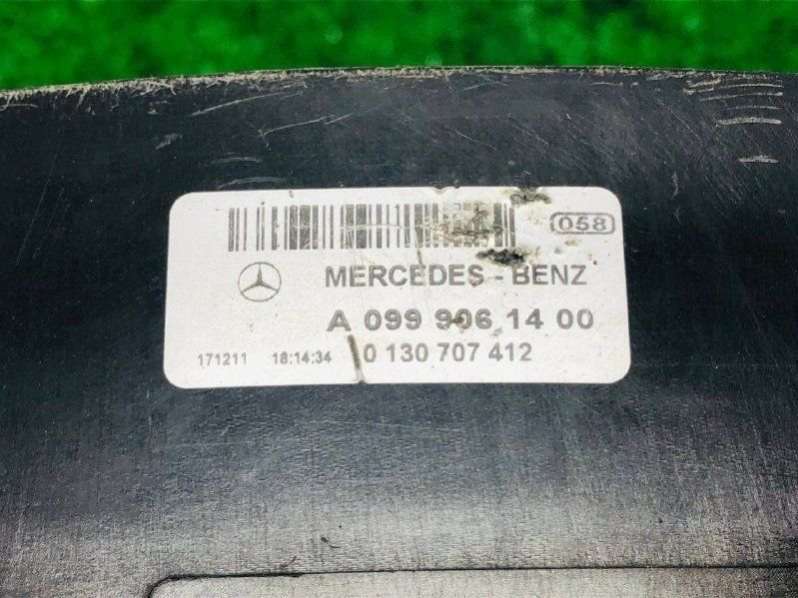 058
MERCEDES - BENZ
A 099 906 14 00
171211 18:14:34 0 130 707 412